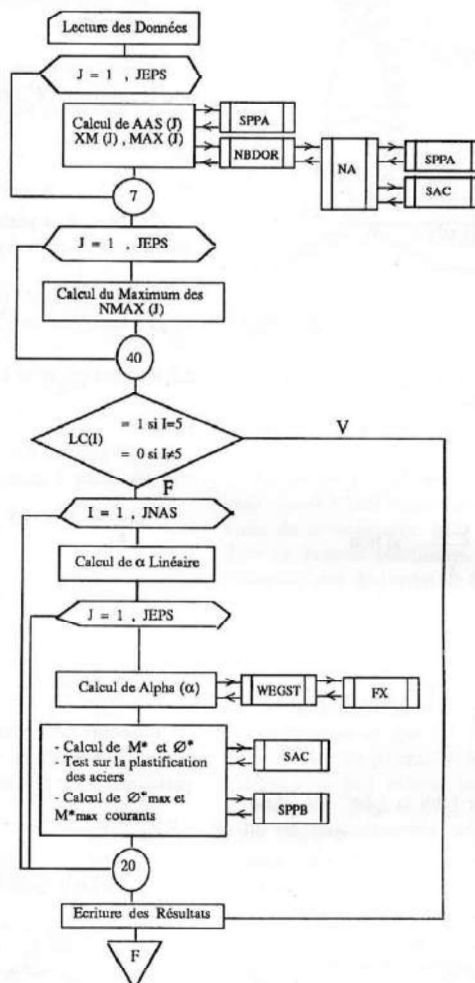 Lecture des Données
J = 1 , JEPS
Calcul de AAS (J)
XM (J) , MAX (J)
SPPA
NBDOR
NA
SPPA
SAC
7
J = 1 , JEPS
Calcul du Maximum des
NMAX (J)
40
LC(I)
= 1 si I=5
= 0 si I≠5
V
F
I = 1 , JNAS
Calcul de α Linéaire
J = 1 , JEPS
Calcul de Alpha (α)
WEGST
FX
- Calcul de M* et Ø*
- Test sur la plastification
des aciers
- Calcul de Ø*max et
M*max courants
SAC
SPPB
20
Ecriture des Résultats
F